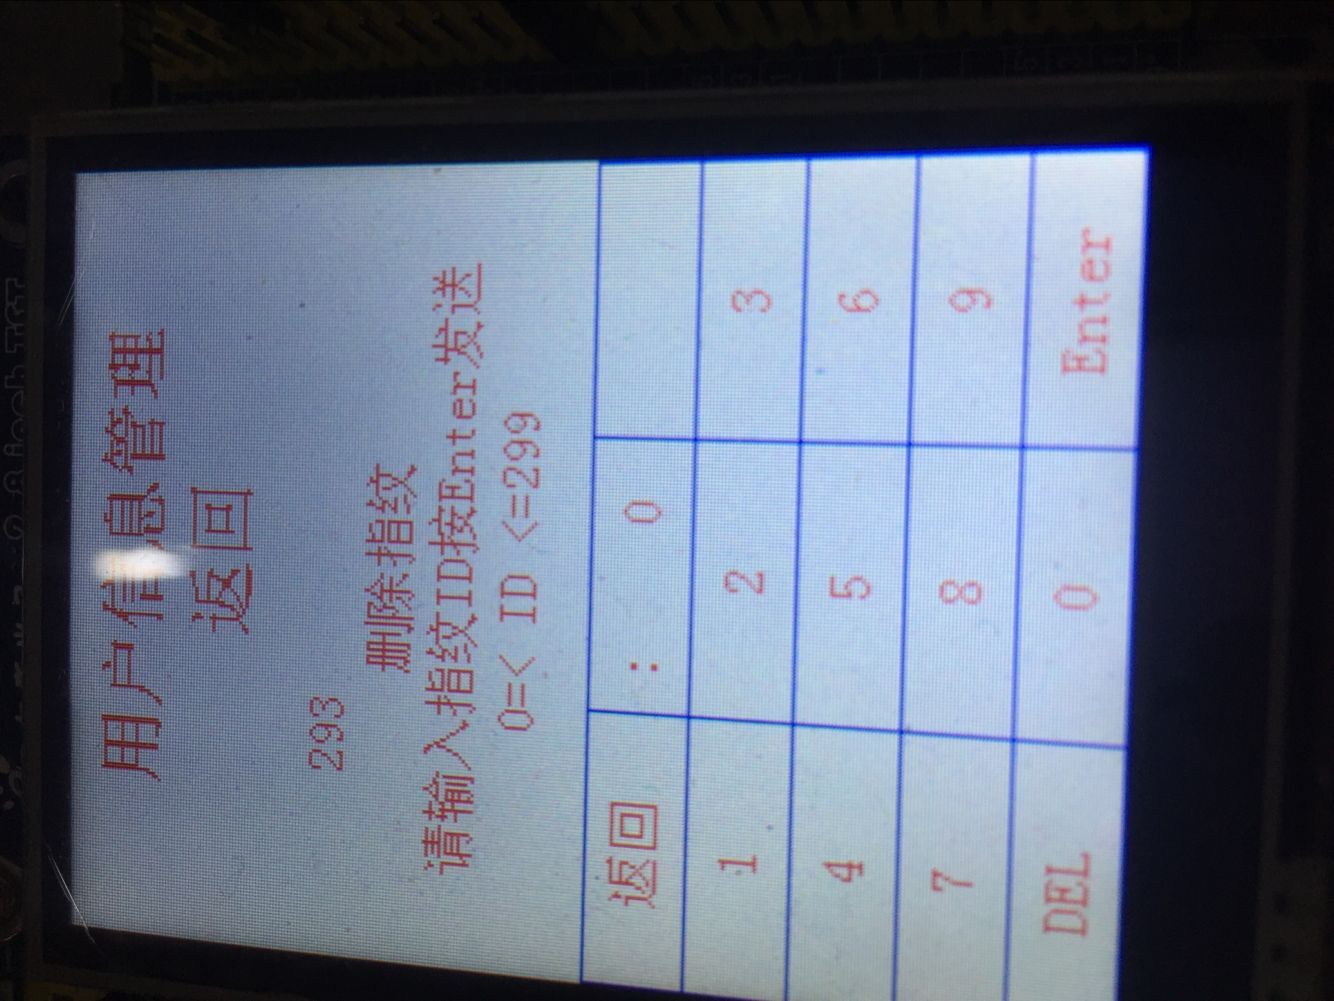 用户信息管理
返回
293
删除指纹
请输入指纹ID按Enter发送
0=< ID <=299
返回 : 0
1 2 3
4 5 6
7 8 9
DEL 0 Enter